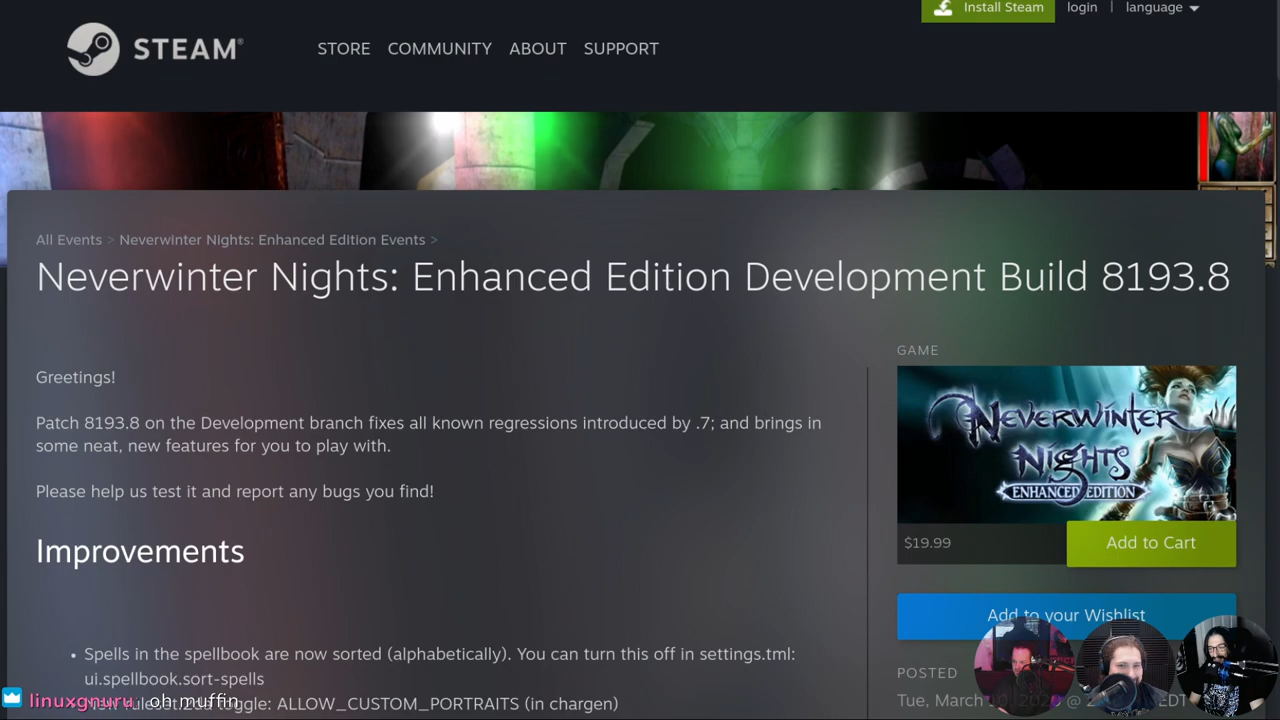 Install Steam
login
language
STEAM®
STORE
COMMUNITY
ABOUT
SUPPORT
All Events > Neverwinter Nights: Enhanced Edition Events >
Neverwinter Nights: Enhanced Edition Development Build 8193.8
Greetings!
Patch 8193.8 on the Development branch fixes all known regressions introduced by .7; and brings in
some neat, new features for you to play with.
Please help us test it and report any bugs you find!
Improvements
• Spells in the spellbook are now sorted (alphabetically). You can turn this off in settings.tml:
ui.spellbook.sort-spells
toggle: ALLOW_CUSTOM_PORTRAITS (in chargen)
linuxgnuru: oh muffin
GAME
NEVERWINTER
NIGHTS
ENHANCED EDITION
$19.99
Add to Cart
Add to your Wishlist
POSTED
Tue, March